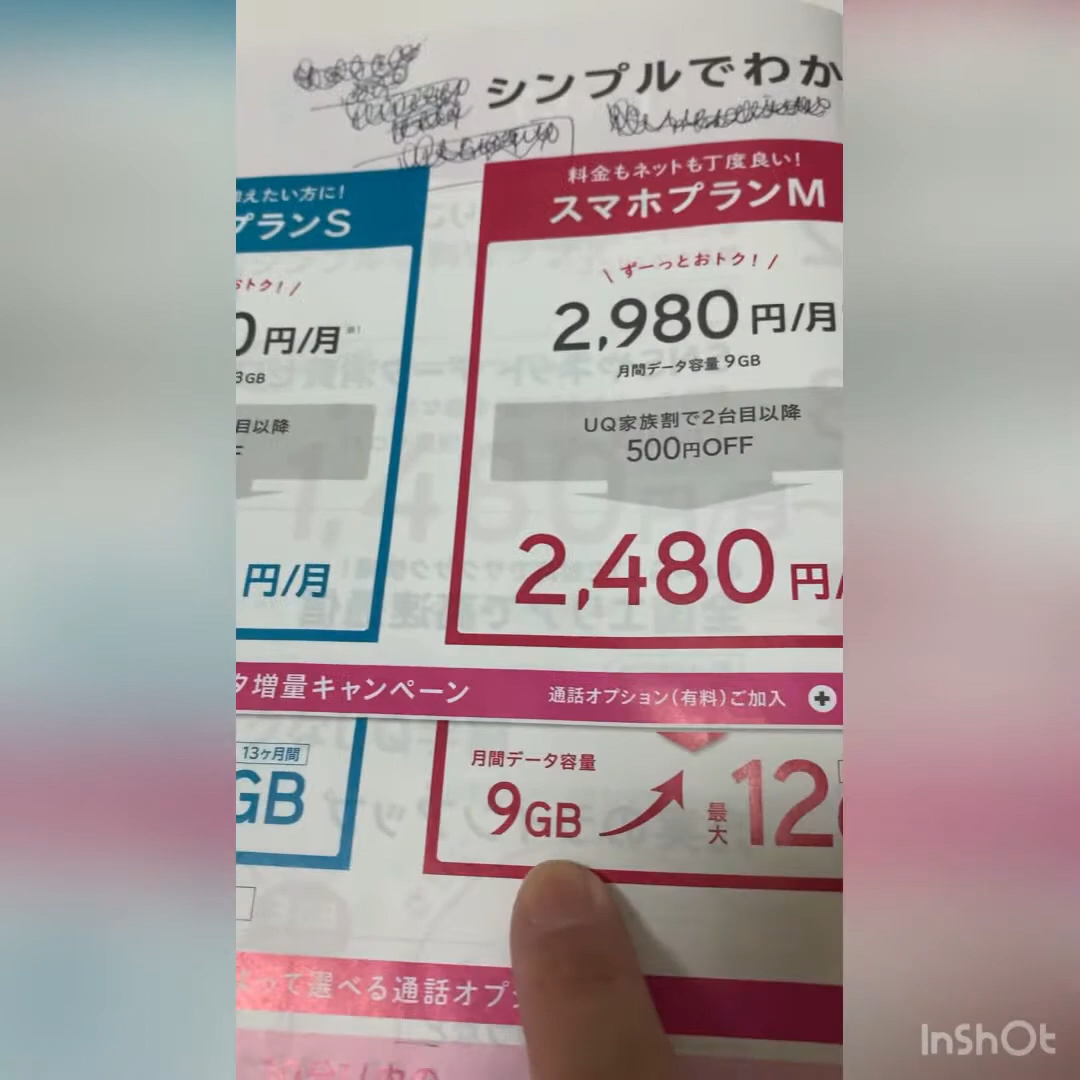 シンプルでわか
えたい方に!
プランS
おトク!
0円/月※1
3GB
目以降
円/月
料金もネットも丁度良い!
スマホプランM
ずーっとおトク!
2,980円/月
月間データ容量 9GB
UQ家族割で2台目以降
500円OFF
2,480円/
タ増量キャンペーン
通話オプション(有料)ご加入
13ヶ月間
GB
月間データ容量
9GB
最大
12
よって選べる通話オプ
InShOt